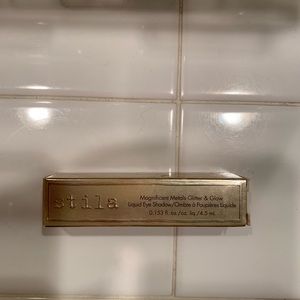 stila
Magnificent Metals Glitter & Glow
Liquid Eye Shadow/Ombre à Paupières Liquide
0.153 fl. oz./oz. liq./4.5 mL